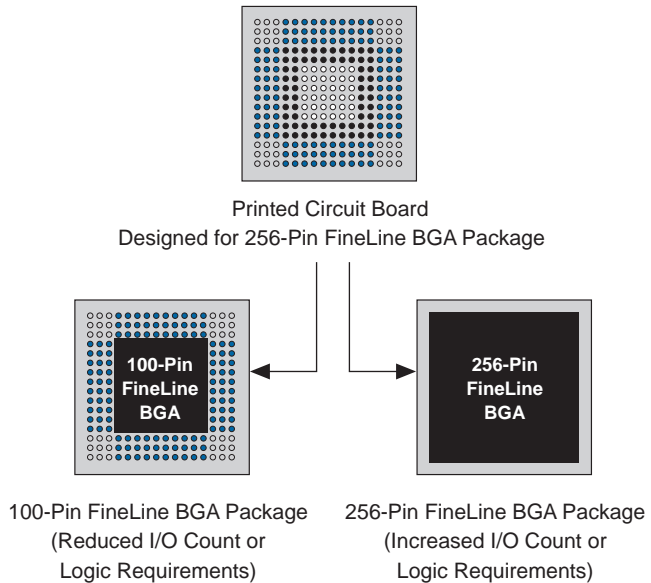 Printed Circuit Board
Designed for 256-Pin FineLine BGA Package
100-Pin
FineLine
BGA
256-Pin
FineLine
BGA
100-Pin FineLine BGA Package
(Reduced I/O Count or
Logic Requirements)
256-Pin FineLine BGA Package
(Increased I/O Count or
Logic Requirements)